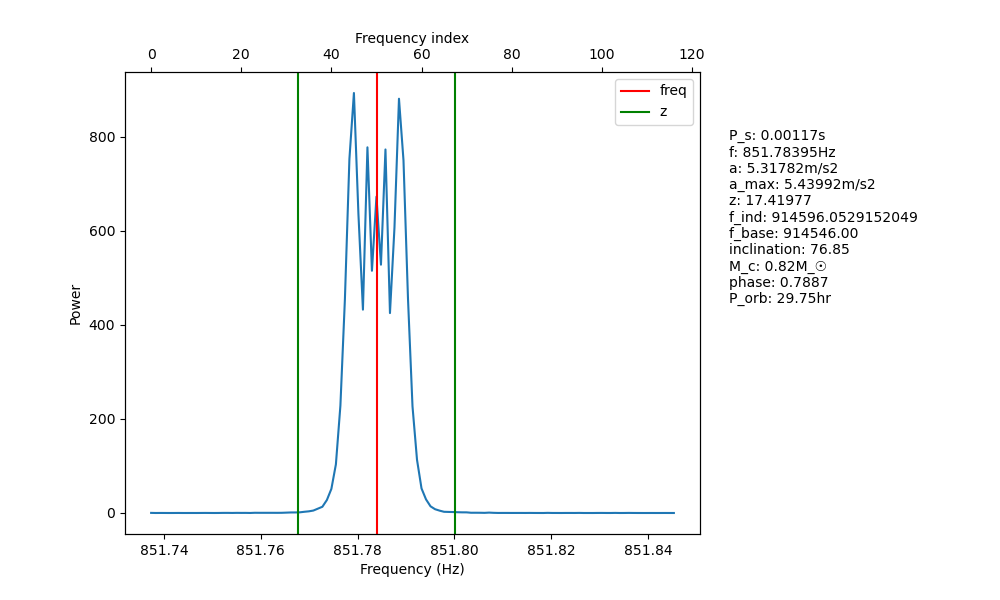 Frequency index
0 20 40 60 80 100 120
freq
z
800
600
400
200
0
Power
851.74 851.76 851.78 851.80 851.82 851.84
Frequency (Hz)
P_s: 0.00117s
f: 851.78395Hz
a: 5.31782m/s2
a_max: 5.43992m/s2
z: 17.41977
f_ind: 914596.0529152049
f_base: 914546.00
inclination: 76.85
M_c: 0.82M_☉
phase: 0.7887
P_orb: 29.75hr